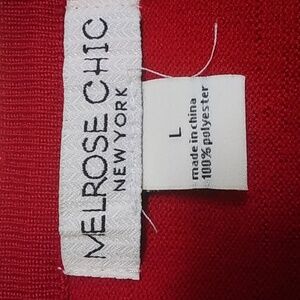 MELROSE CHIC
NEW YORK
L
made in china
100% polyester